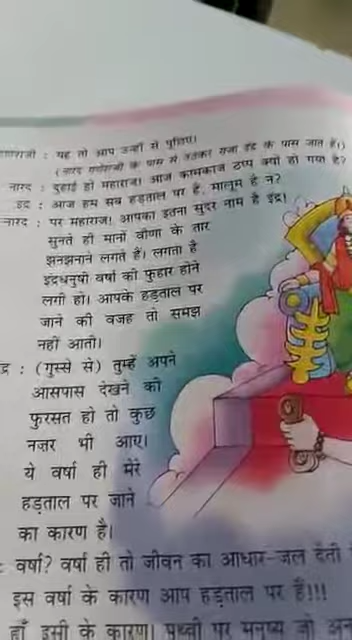 यह तो आप उन्हीं से पूछिए।
(नारद गणेशजी के पास से उठकर राजा इंद्र के पास जाते हैं।)
नारद : दुहाई हो महाराज! आज कामकाज ठप्प क्यों हो गया है?
इंद्र : आज हम सब हड़ताल पर हैं, मालूम है न?
नारद : पर महाराज! आपका इतना सुंदर नाम है इंद्र!
सुनते ही मानों वीणा के तार
झनझनाने लगते हैं। लगता है
इंद्रधनुषी वर्षा की फुहार होने
लगी हो। आपके हड़ताल पर
जाने की वजह तो समझ
नहीं आती।
द्र : (गुस्से से) तुम्हें अपने
आसपास देखने की
फुरसत हो तो कुछ
नज़र भी आए।
ये वर्षा ही मेरे
हड़ताल पर जाने
का कारण है।
: वर्षा? वर्षा ही तो जीवन का आधार-जल देती
इस वर्षा के कारण आप हड़ताल पर हैं!!!
हाँ इसी के कारण। पृथ्वी पर मनुष्य जो